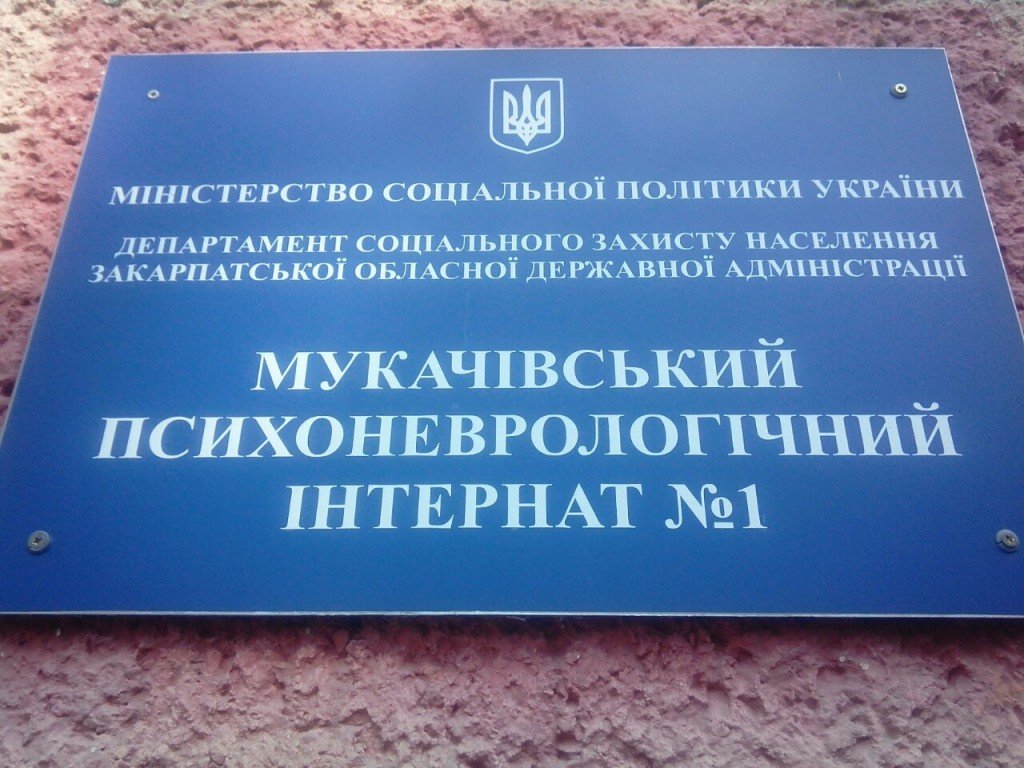 МІНІСТЕРСТВО СОЦІАЛЬНОЇ ПОЛІТИКИ УКРАЇНИ
ДЕПАРТАМЕНТ СОЦІАЛЬНОГО ЗАХИСТУ НАСЕЛЕННЯ
ЗАКАРПАТСЬКОЇ ОБЛАСНОЇ ДЕРЖАВНОЇ АДМІНІСТРАЦІЇ
МУКАЧІВСЬКИЙ
ПСИХОНЕВРОЛОГІЧНИЙ
ІНТЕРНАТ №1